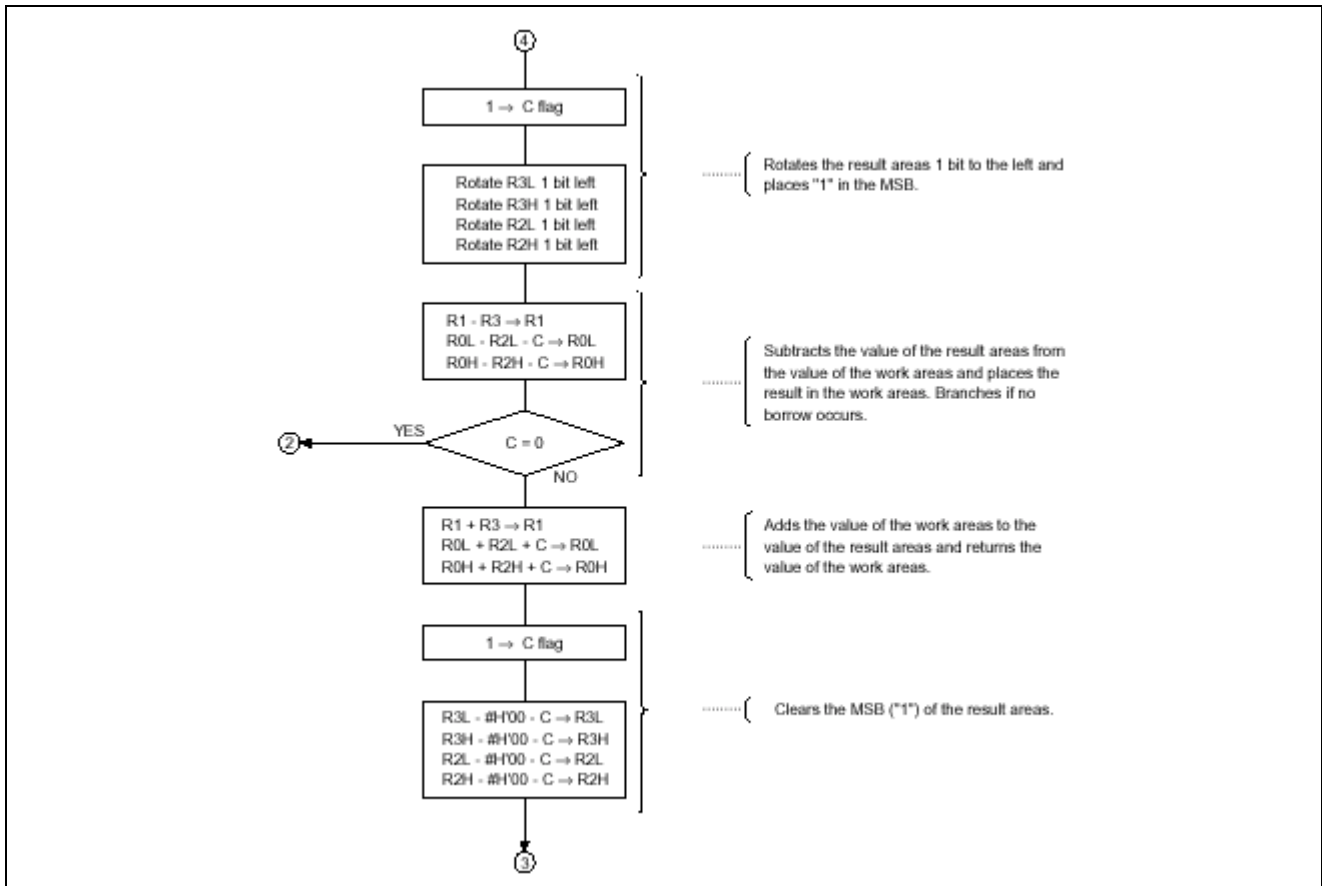 4
1 → C flag
Rotate R3L 1 bit left
Rotate R3H 1 bit left
Rotate R2L 1 bit left
Rotate R2H 1 bit left
Rotates the result areas 1 bit to the left and
places "1" in the MSB.
R1 - R3 → R1
R0L - R2L - C → R0L
R0H - R2H - C → R0H
Subtracts the value of the result areas from
the value of the work areas and places the
result in the work areas. Branches if no
borrow occurs.
2
YES
C = 0
NO
R1 + R3 → R1
R0L + R2L + C → R0L
R0H + R2H + C → R0H
Adds the value of the work areas to the
value of the result areas and returns the
value of the work areas.
1 → C flag
R3L - #H'00 - C → R3L
R3H - #H'00 - C → R3H
R2L - #H'00 - C → R2L
R2H - #H'00 - C → R2H
Clears the MSB ("1") of the result areas.
3